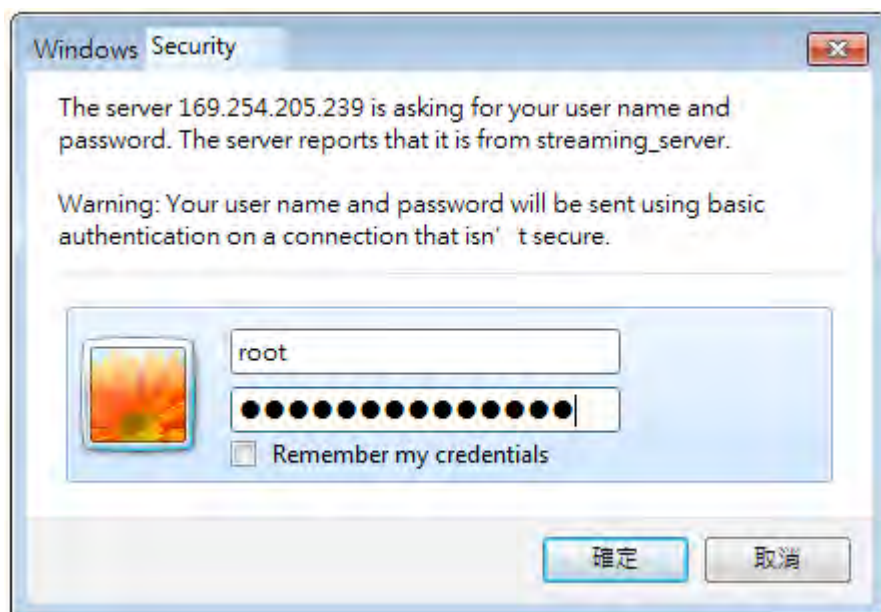 Windows Security
The server 169.254.205.239 is asking for your user name and
password. The server reports that it is from streaming_server.
Warning: Your user name and password will be sent using basic
authentication on a connection that isn' t secure.
root
●●●●●●●●●●●●●●
Remember my credentials
確定 取消